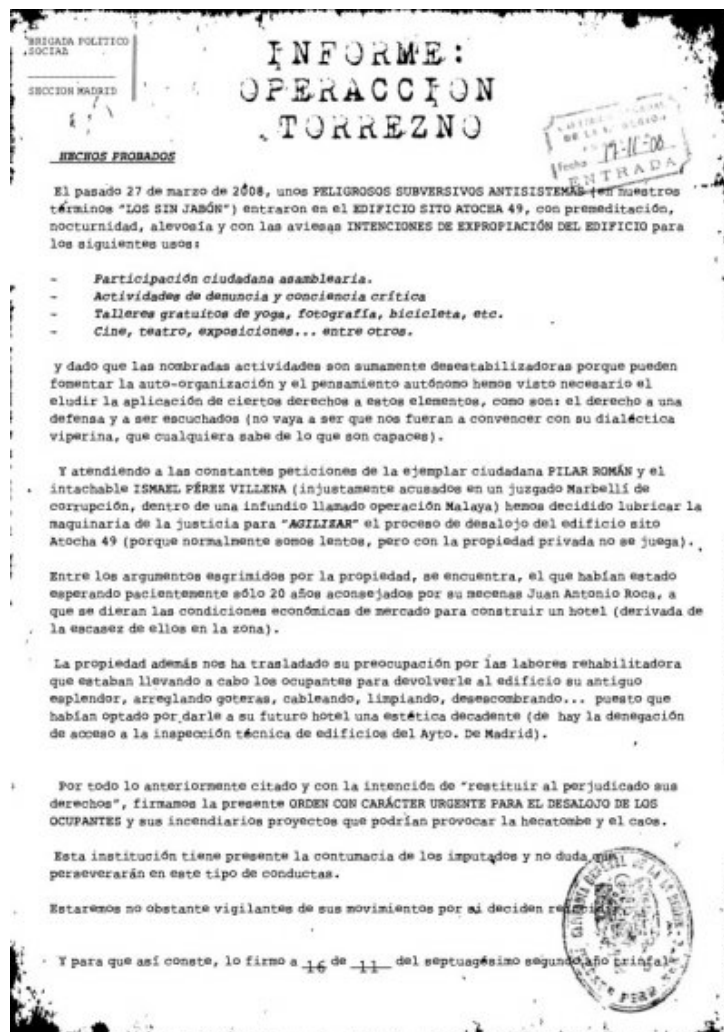 BRIGADA POLITICO
SOCIAL
SECCION MADRID
INFORME:
OPERACCION
TORREZNO
Fecha 17-11-08
ENTRADA
HECHOS PROBADOS
El pasado 27 de marzo de 2008, unos PELIGROSOS SUBVERSIVOS ANTISISTEMAS (en nuestros
términos "LOS SIN JABÓN") entraron en el EDIFICIO SITO ATOCHA 49, con premeditación,
nocturnidad, alevosía y con las aviesas INTENCIONES DE EXPROPIACIÓN DEL EDIFICIO para
los siguientes usos:
- Participación ciudadana asamblearia.
- Actividades de denuncia y conciencia crítica
- Talleres gratuitos de yoga, fotografía, bicicleta, etc.
- Cine, teatro, exposiciones... entre otros.
y dado que las nombradas actividades son sumamente desestabilizadoras porque pueden
fomentar la auto-organización y el pensamiento autónomo hemos visto necesario el
eludir la aplicación de ciertos derechos a estos elementos, como son: el derecho a una
defensa y a ser escuchados (no vaya a ser que nos fueran a convencer con su dialéctica
viperina, que cualquiera sabe de lo que son capaces).
Y atendiendo a las constantes peticiones de la ejemplar ciudadana PILAR ROMÁN y el
intachable ISMAEL PÉREZ VILLENA (injustamente acusados en un juzgado Marbellí de
corrupción, dentro de una infundio llamado operación Malaya) hemos decidido lubricar la
maquinaria de la justicia para "AGILIZAR" el proceso de desalojo del edificio sito
Atocha 49 (porque normalmente somos lentos, pero con la propiedad privada no se juega).
Entre los argumentos esgrimidos por la propiedad, se encuentra, el que habían estado
esperando pacientemente sólo 20 años aconsejados por su mecenas Juan Antonio Roca, a
que se dieran las condiciones económicas de mercado para construir un hotel (derivada de
la escasez de ellos en la zona).
La propiedad además nos ha trasladado su preocupación por las labores rehabilitadora
que estaban llevando a cabo los ocupantes para devolverle al edificio su antiguo
esplendor, arreglando goteras, cableando, limpiando, desescombrando... puesto que
habían optado por darle a su futuro hotel una estética decadente (de hay la denegación
de acceso a la inspección técnica de edificios del Ayto. De Madrid).
Por todo lo anteriormente citado y con la intención de "restituir al perjudicado sus
derechos", firmamos la presente ORDEN CON CARÁCTER URGENTE PARA EL DESALOJO DE LOS
OCUPANTES y sus incendiarios proyectos que podrían provocar la hecatombe y el caos.
Esta institución tiene presente la contumacia de los imputados y no duda que
perseverarán en este tipo de conductas.
Estaremos no obstante vigilantes de sus movimientos por si deciden
Y para que así conste, lo firmo a 16 de 11 del septuagésimo segundo año triunfal